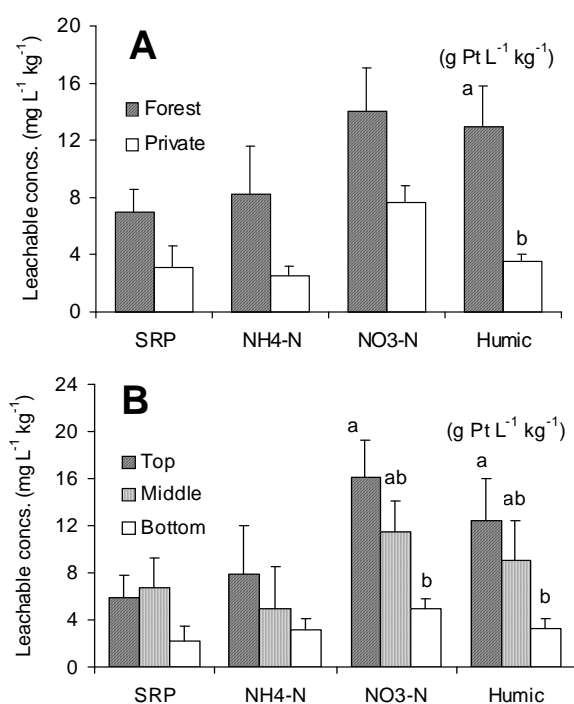 A
(g Pt L⁻¹ kg⁻¹)
Leachable concs. (mg L⁻¹ kg⁻¹)
20
16
12
8
4
0
Forest
Private
a
b
SRP
NH4-N
NO3-N
Humic
B
(g Pt L⁻¹ kg⁻¹)
Leachable concs. (mg L⁻¹ kg⁻¹)
24
20
16
12
8
4
0
Top
Middle
Bottom
a
ab
b
a
ab
b
SRP
NH4-N
NO3-N
Humic